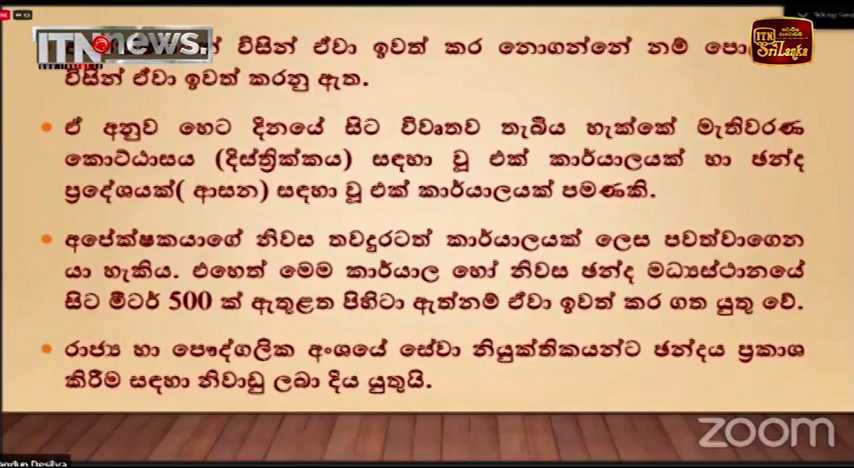 ITN news. විසින් ඒවා ඉවත් කර නොගන්නේ නම් ITN Sri Lanka
විසින් ඒවා ඉවත් කරනු ඇත.
• ඒ අනුව හෙට දිනයේ සිට විවෘතව තැබිය හැක්කේ මැතිවරණ
කොට්ඨාසය (දිස්ත්‍රික්කය) සඳහා වූ එක් කාර්යාලයක් හා ඡන්ද
ප්‍රදේශයක්( ආසන) සඳහා වූ එක් කාර්යාලයක් පමණකි.
• අපේක්ෂකයාගේ නිවස තවදුරටත් කාර්යාලයක් ලෙස පවත්වාගෙන
යා හැකිය. එහෙත් මෙම කාර්යාල හෝ නිවස ඡන්ද මධ්‍යස්ථානයේ
සිට මීටර් 500 ක් ඇතුළත පිහිටා ඇත්නම් ඒවා ඉවත් කර ගත යුතු වේ.
• රාජ්‍ය හා පෞද්ගලික අංශයේ සේවා නියුක්තිකයන්ට ඡන්දය ප්‍රකාශ
කිරීම සඳහා නිවාඩු ලබා දිය යුතුයි.
zoom